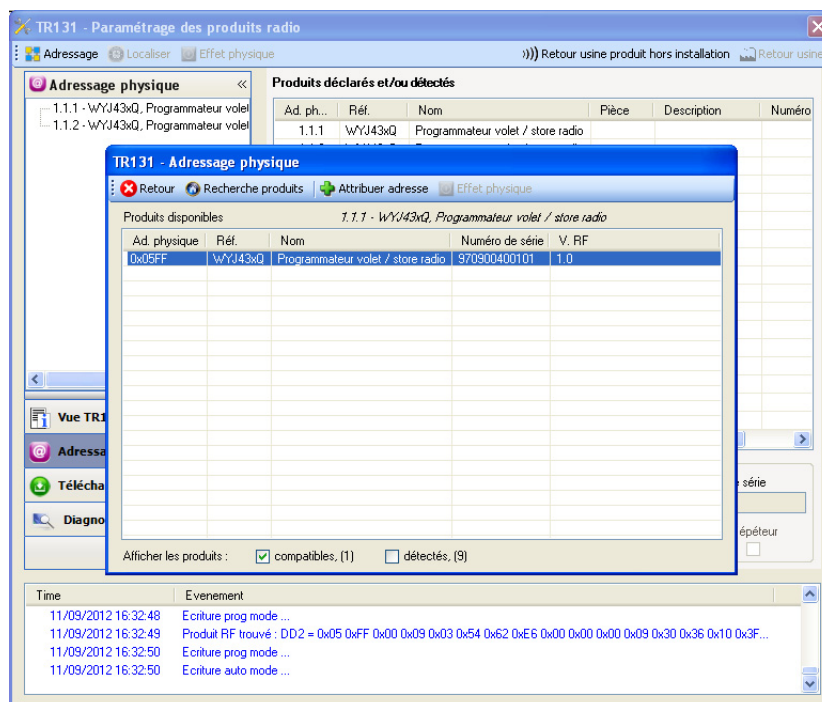 TR131 - Paramétrage des produits radio
Adressage Localiser Effet physique ))) Retour usine produit hors installation Retour usine
Adressage physique «
Produits déclarés et/ou détectés
1.1.1 - WYJ43xQ, Programmateur volet
1.1.2 - WYJ43xQ, Programmateur volet
Ad. ph... Réf. Nom Pièce Description Numéro
1.1.1 WYJ43xQ Programmateur volet / store radio
TR131 - Adressage physique
Retour Recherche produits Attribuer adresse Effet physique
Produits disponibles 1.1.1 - WYJ43xQ, Programmateur volet / store radio
Ad. physique Réf. Nom Numéro de série V. RF
0x05FF WYJ43xQ Programmateur volet / store radio 970900400101 1.0
Afficher les produits : compatibles, (1) détectés, (9)
Vue TR1
Adressa
Télécha
Diagno
série
épéteur
Time Evenement
11/09/2012 16:32:48 Ecriture prog mode ...
11/09/2012 16:32:49 Produit RF trouvé : DD2 = 0x05 0xFF 0x00 0x09 0x03 0x54 0x62 0xE6 0x00 0x00 0x00 0x09 0x30 0x36 0x10 0x3F...
11/09/2012 16:32:50 Ecriture prog mode ...
11/09/2012 16:32:50 Ecriture auto mode ...